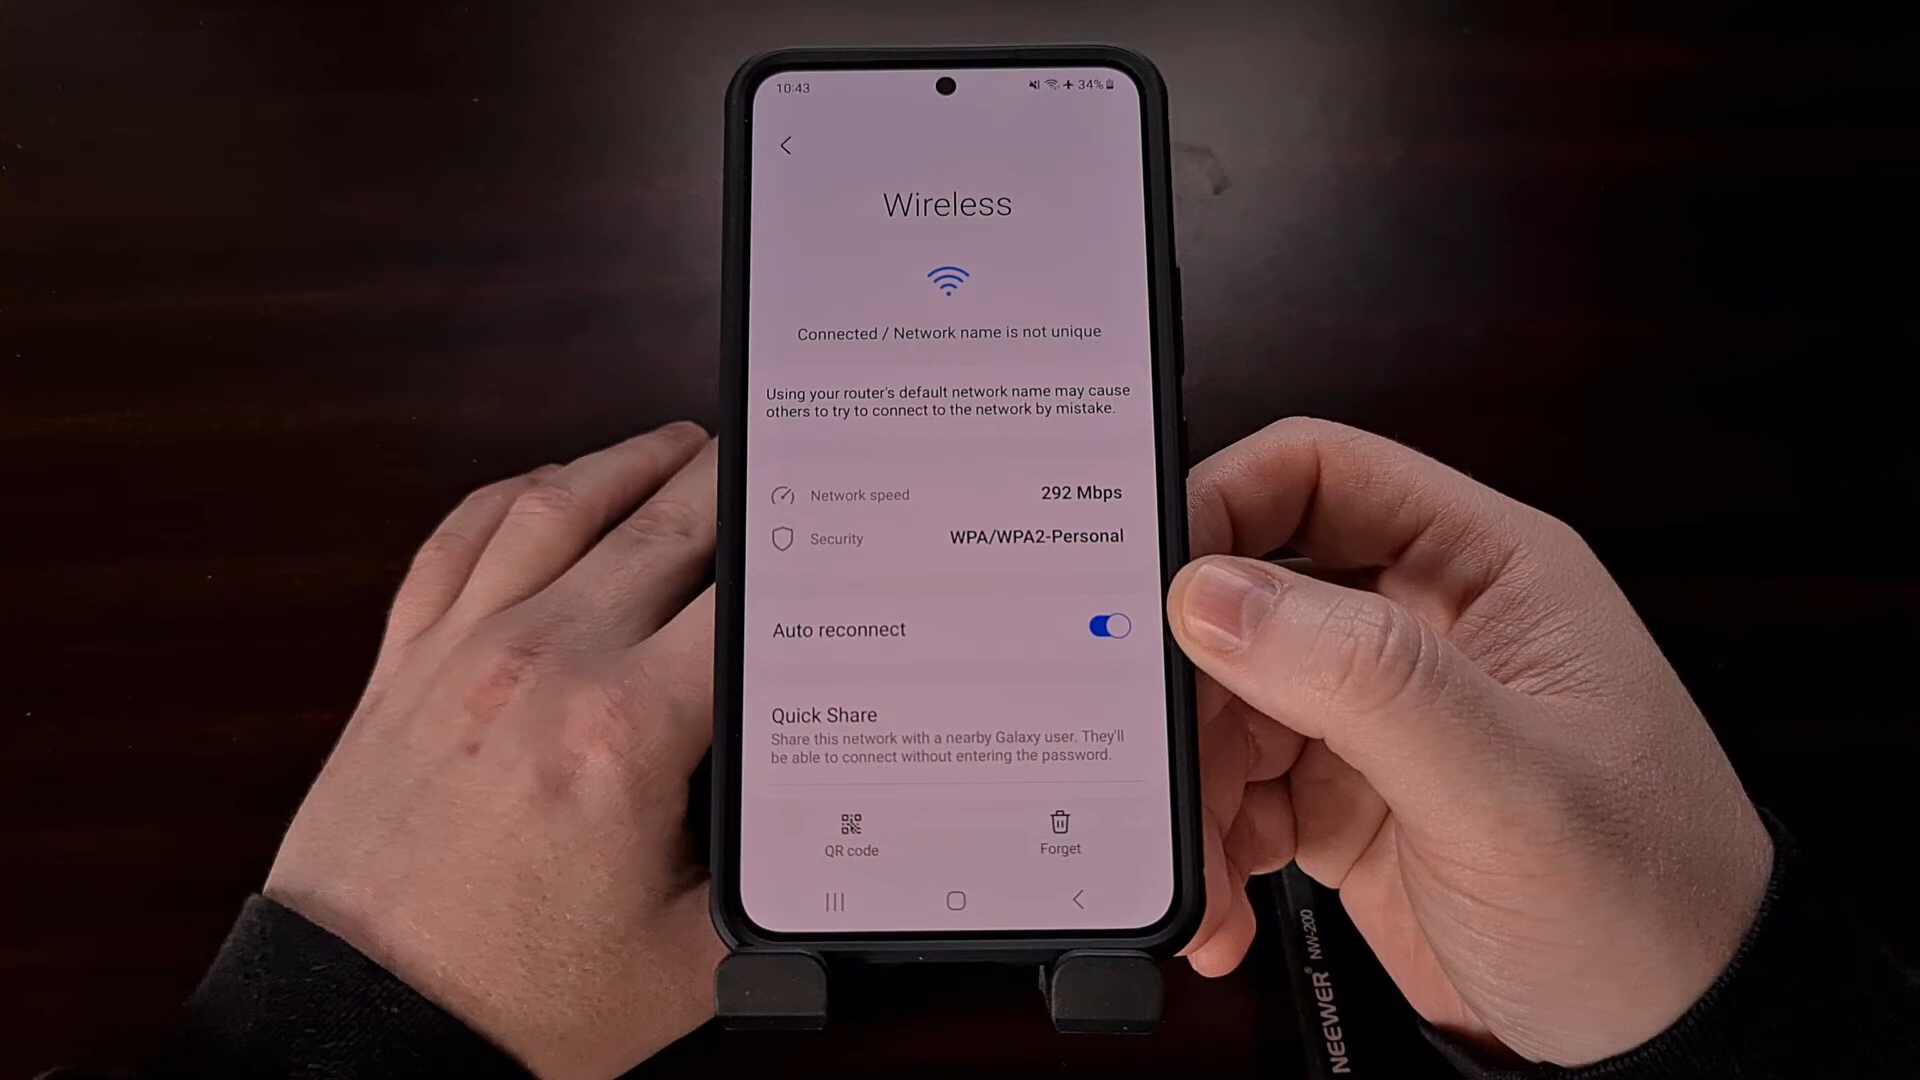 10:43
34%
Wireless
Connected / Network name is not unique
Using your router's default network name may cause
others to try to connect to the network by mistake.
Network speed 292 Mbps
Security WPA/WPA2-Personal
Auto reconnect
Quick Share
Share this network with a nearby Galaxy user. They'll
be able to connect without entering the password.
QR code Forget
NEEWER® NW-200